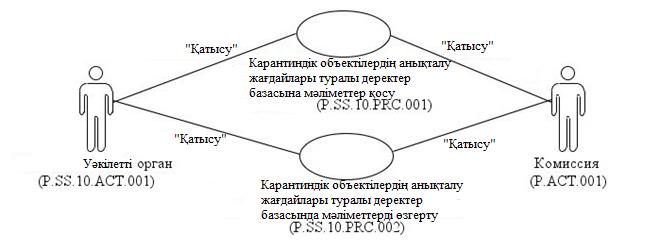 "Қатысу"
"Қатысу"
Карантиндік объектілердің анықталу
жағдайлары туралы деректер
базасына мәліметтер қосу
(P.SS.10.PRC.001)
"Қатысу"
"Қатысу"
Уәкілетті орган
(P.SS.10.ACT.001)
Комиссия
(P.ACT.001)
Карантиндік объектілердің анықталу
жағдайлары туралы деректер
базасында мәліметтерді өзгерту
(P.SS.10.PRC.002)